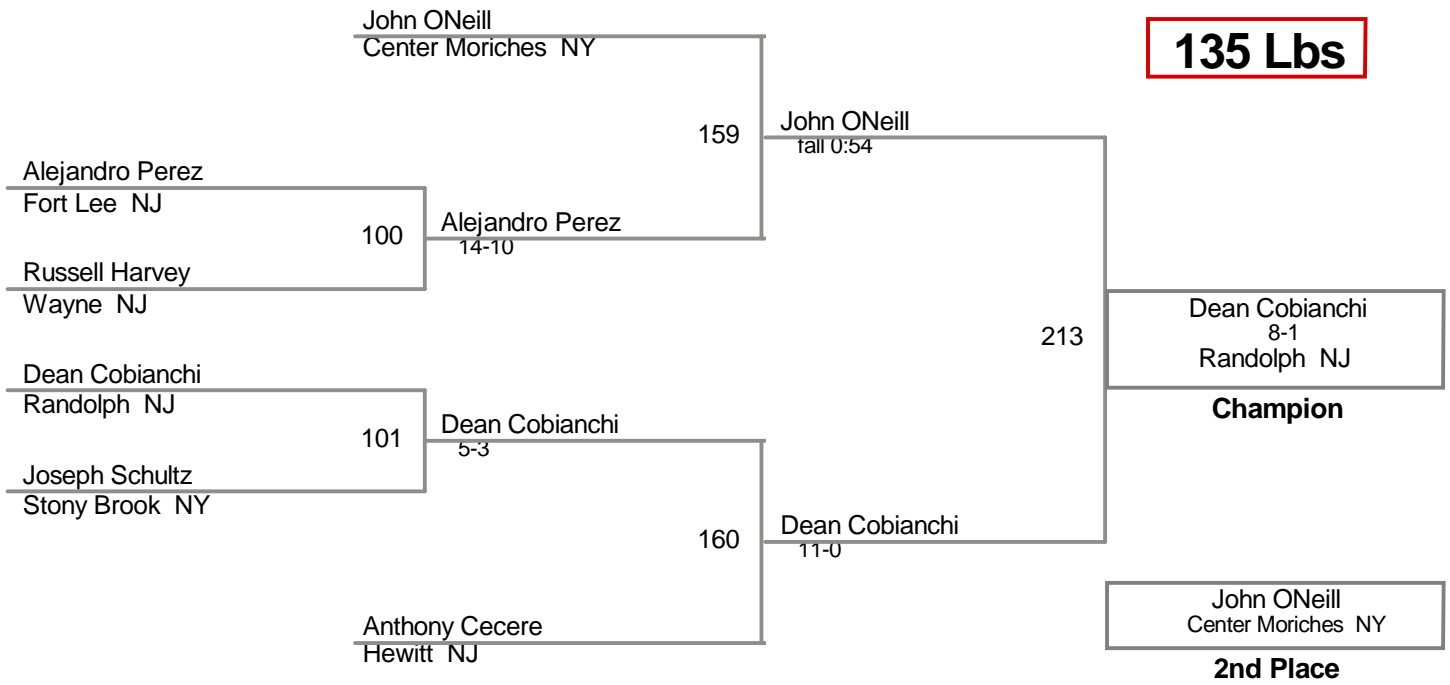 John ONeill
Center Moriches NY
135 Lbs
159
John ONeill
fall 0:54
Alejandro Perez
Fort Lee NJ
100
Alejandro Perez
14-10
Russell Harvey
Wayne NJ
213
Dean Cobianchi
8-1
Randolph NJ
Champion
Dean Cobianchi
Randolph NJ
101
Dean Cobianchi
5-3
Joseph Schultz
Stony Brook NY
160
Dean Cobianchi
11-0
Anthony Cecere
Hewitt NJ
John ONeill
Center Moriches NY
2nd Place